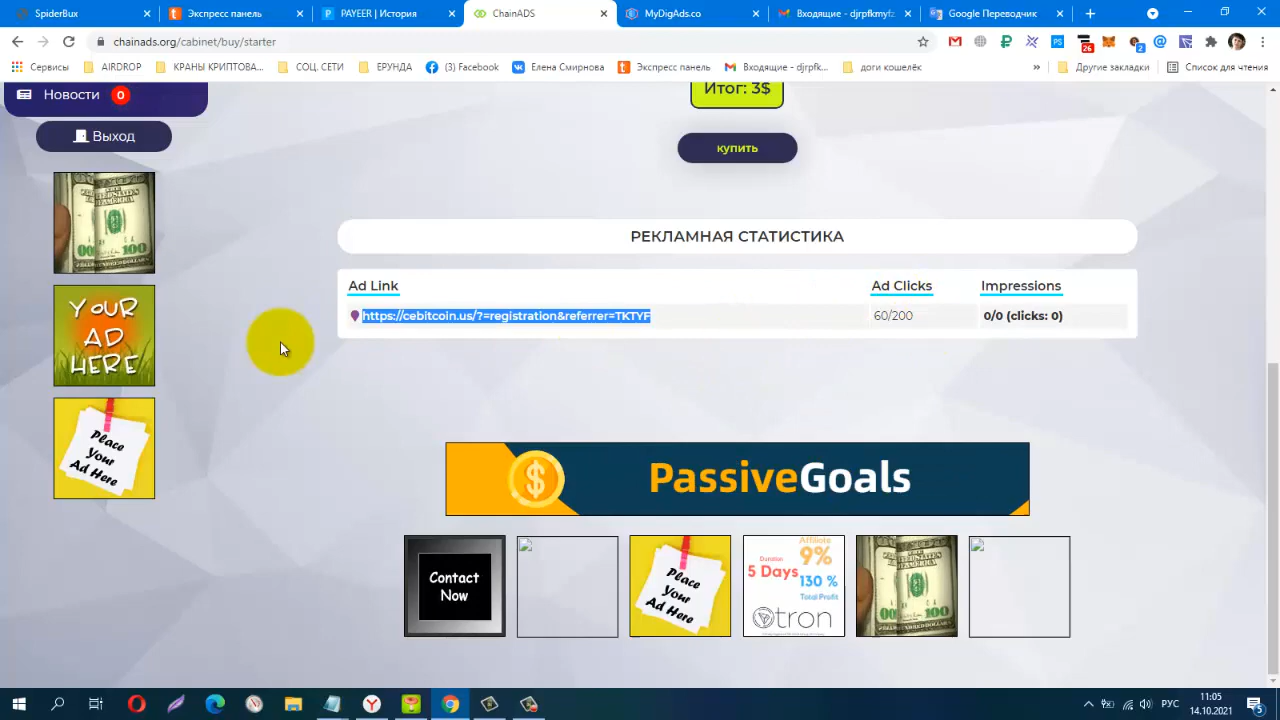 SpiderBux
Экспресс панель
PAYEER | История
ChainADS
MyDigAds.co
Входящие - djrpfkmyfz
Google Переводчик
chainads.org/cabinet/buy/starter
26
2
Сервисы
AIRDROP
КРАНЫ КРИПТОВА...
СОЦ. СЕТИ
ЕРУНДА
(3) Facebook
Елена Смирнова
Экспресс панель
Входящие - djrpfk...
доги кошелёк
»
Другие закладки
Список для чтения
Новости 0
Выход
Итог: 3$
купить
РЕКЛАМНАЯ СТАТИСТИКА
Ad Link
Ad Clicks
Impressions
https://cebitcoin.us/?=registration&referrer=TKTYF
60/200
0/0 (clicks: 0)
YOUR
AD
HERE
Place
Your
Ad Here
PassiveGoals
Contact
Now
Place
Your
Ad Here
Affiliate
9%
Duration
5 Days
130 %
Total Profit
tron
РУС
11:05
14.10.2021
5